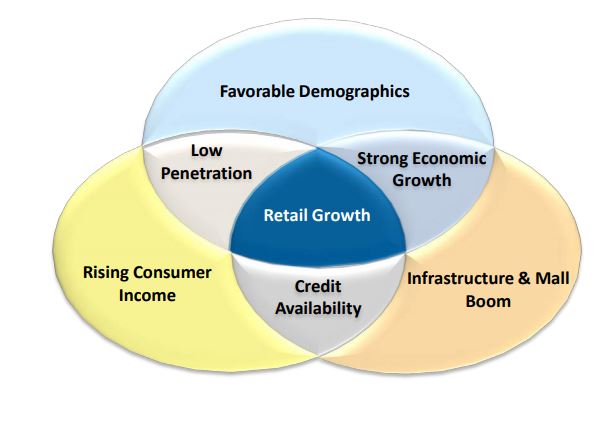 Favorable Demographics
Low
Penetration
Strong Economic
Growth
Retail Growth
Rising Consumer
Income
Credit
Availability
Infrastructure & Mall
Boom